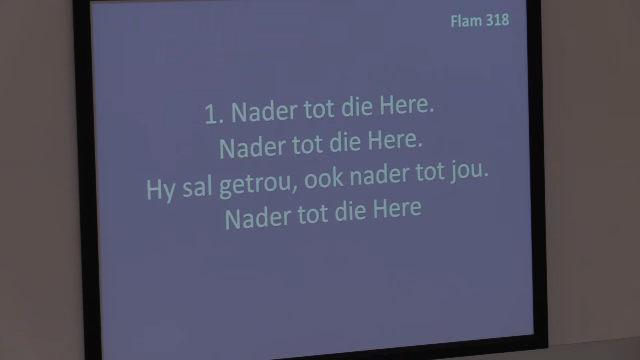 Flam 318
1. Nader tot die Here.
Nader tot die Here.
Hy sal getrou, ook nader tot jou.
Nader tot die Here